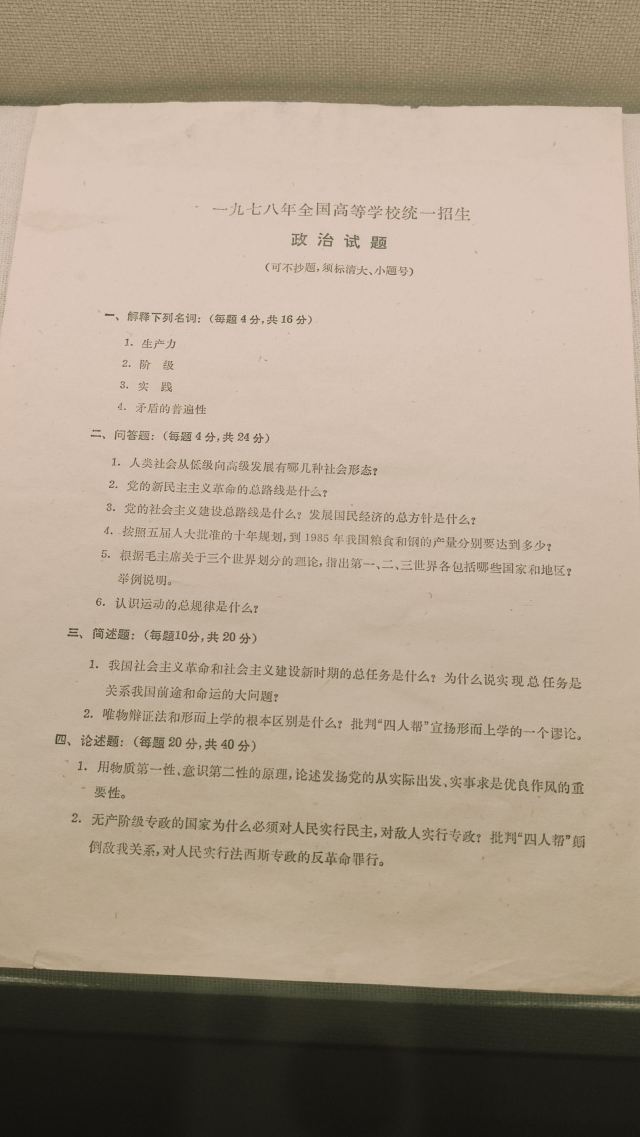 一九七八年全国高等学校统一招生
政治试题
（可不抄题，须标清大、小题号）
一、解释下列名词：（每题4分，共16分）
1. 生产力
2. 阶 级
3. 实 践
4. 矛盾的普遍性
二、问答题：（每题4分，共24分）
1. 人类社会从低级向高级发展有哪几种社会形态？
2. 党的新民主主义革命的总路线是什么？
3. 党的社会主义建设总路线是什么？发展国民经济的总方针是什么？
4. 按照五届人大批准的十年规划，到1985年我国粮食和钢的产量分别要达到多少？
5. 根据毛主席关于三个世界划分的理论，指出第一、二、三世界各包括哪些国家和地区？
举例说明。
6. 认识运动的总规律是什么？
三、简述题：（每题10分，共20分）
1. 我国社会主义革命和社会主义建设新时期的总任务是什么？为什么说实现总任务是
关系我国前途和命运的大问题？
2. 唯物辩证法和形而上学的根本区别是什么？批判“四人帮”宣扬形而上学的一个谬论。
四、论述题：（每题20分，共40分）
1. 用物质第一性、意识第二性的原理，论述发扬党的从实际出发、实事求是优良作风的重
要性。
2. 无产阶级专政的国家为什么必须对人民实行民主，对敌人实行专政？批判“四人帮”颠
倒敌我关系，对人民实行法西斯专政的反革命罪行。